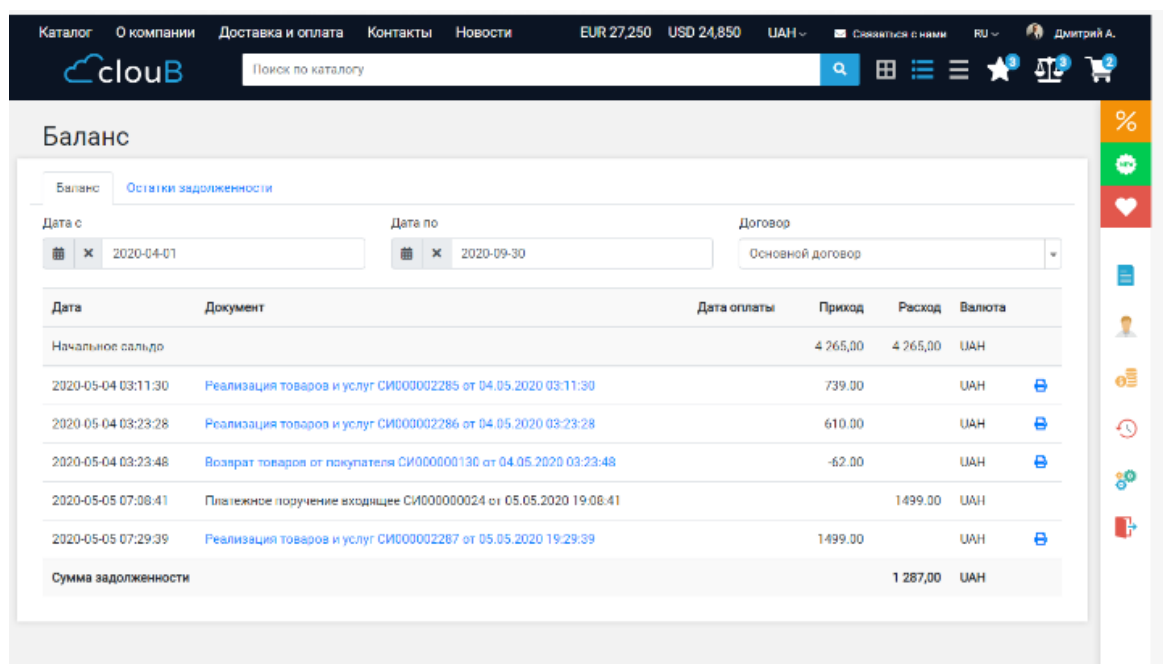 Каталог О компании Доставка и оплата Контакты Новости EUR 27,250 USD 24,850 UAH Связаться с нами RU Дмитрий А.
clouB Поиск по каталогу 3 3 2
Баланс
Баланс Остатки задолженности
Дата с Дата по Договор
2020-04-01 2020-09-30 Основной договор
Дата Документ Дата оплаты Приход Расход Валюта
Начальное сальдо 4 265,00 4 265,00 UAH
2020-05-04 03:11:30 Реализация товаров и услуг СИ000002285 от 04.05.2020 03:11:30 739.00 UAH
2020-05-04 03:23:28 Реализация товаров и услуг СИ000002286 от 04.05.2020 03:23:28 610.00 UAH
2020-05-04 03:23:48 Возврат товаров от покупателя СИ000000130 от 04.05.2020 03:23:48 -62.00 UAH
2020-05-05 07:08:41 Платежное поручение входящее СИ000000024 от 05.05.2020 19:08:41 1499.00 UAH
2020-05-05 07:29:39 Реализация товаров и услуг СИ000002287 от 05.05.2020 19:29:39 1499.00 UAH
Сумма задолженности 1 287,00 UAH